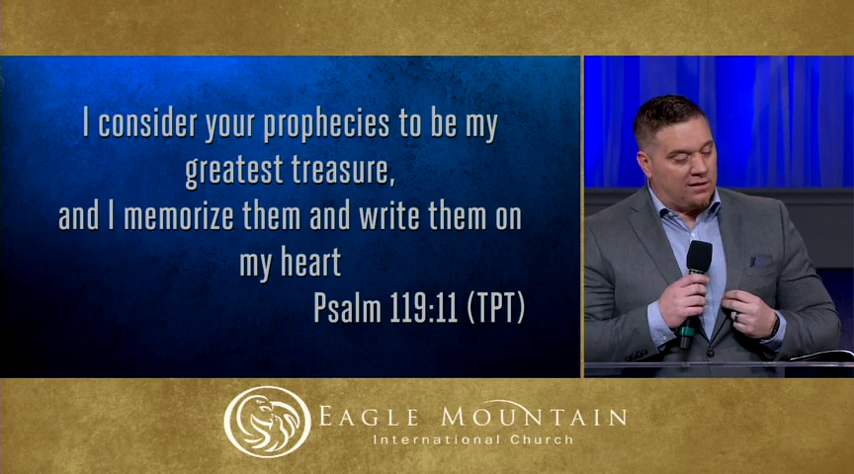 I consider your prophecies to be my
greatest treasure,
and I memorize them and write them on
my heart
Psalm 119:11 (TPT)
EAGLE MOUNTAIN
International Church